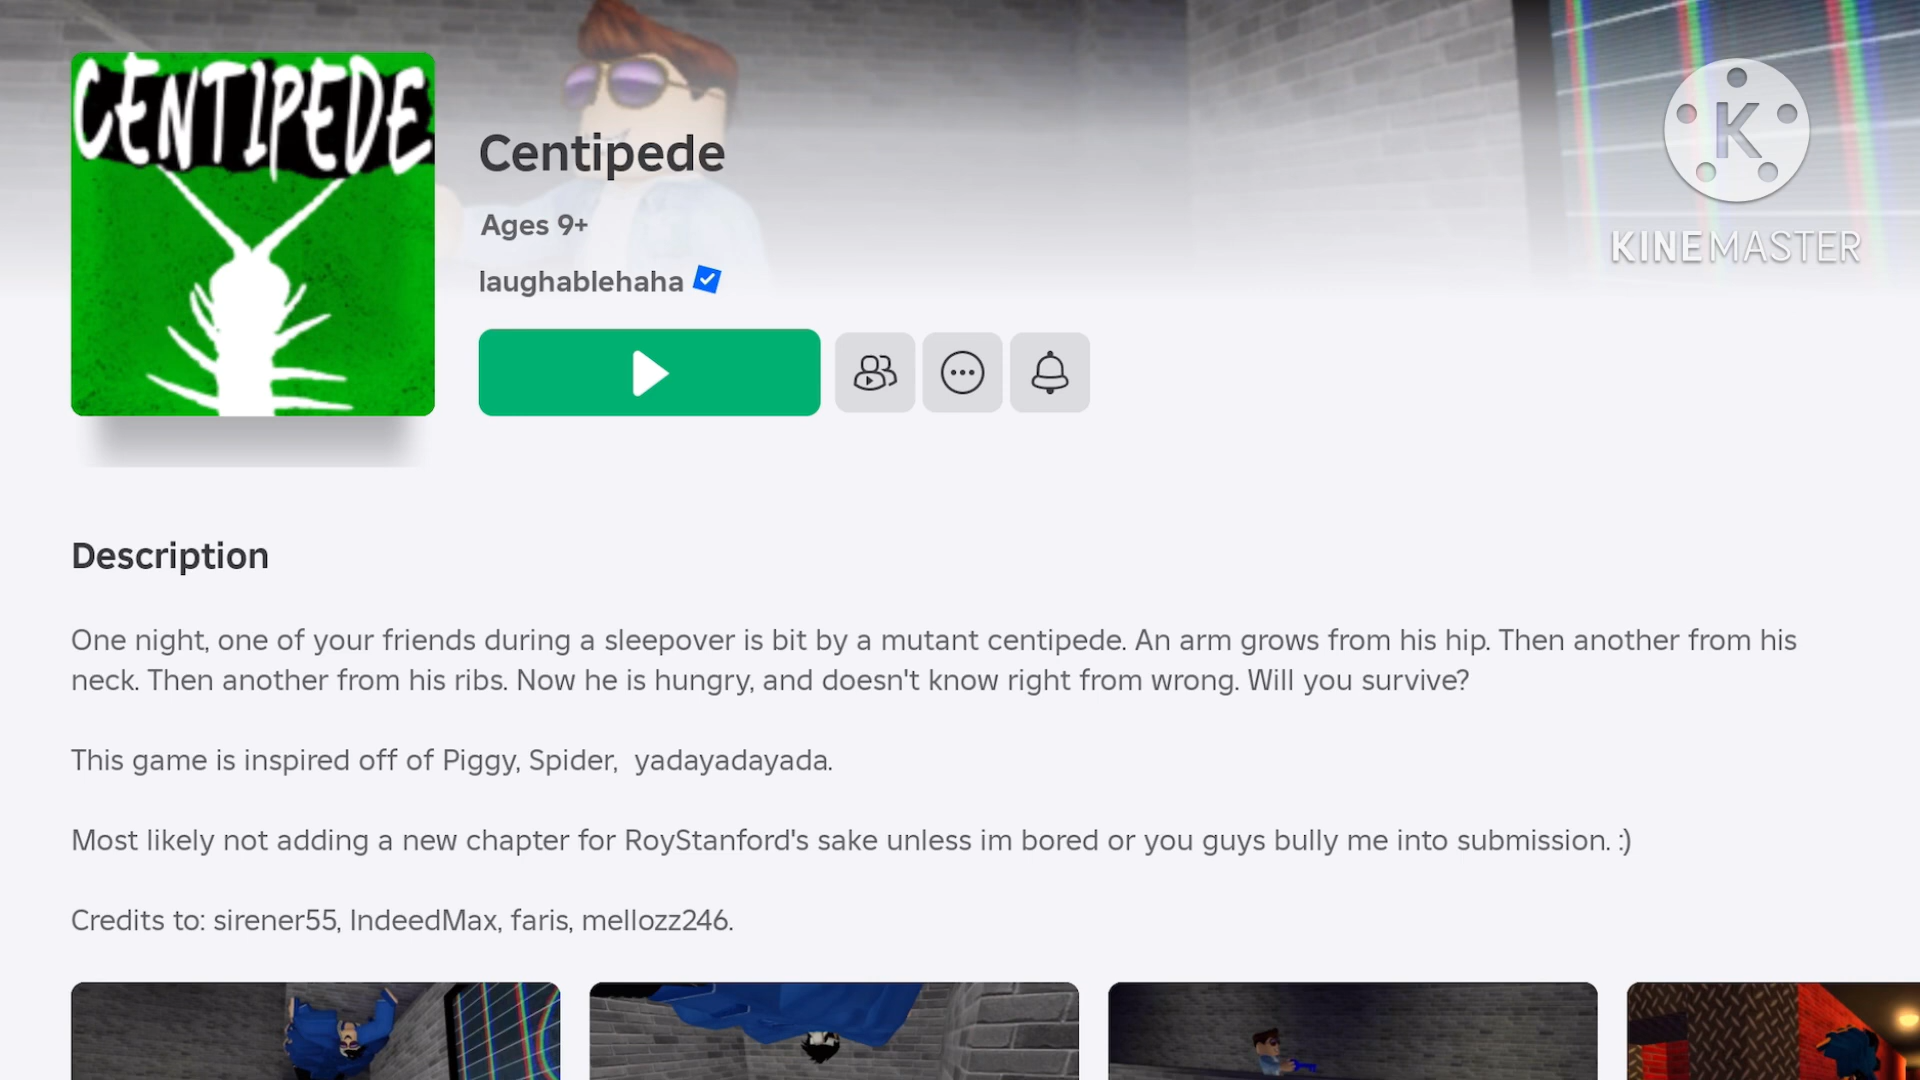 CENTIPEDE
Centipede
Ages 9+
laughablehaha
K
KINEMASTER
Description
One night, one of your friends during a sleepover is bit by a mutant centipede. An arm grows from his hip. Then another from his
neck. Then another from his ribs. Now he is hungry, and doesn't know right from wrong. Will you survive?
This game is inspired off of Piggy, Spider,  yadayadayada.
Most likely not adding a new chapter for RoyStanford's sake unless im bored or you guys bully me into submission. :)
Credits to: sirener55, IndeedMax, faris, mellozz246.